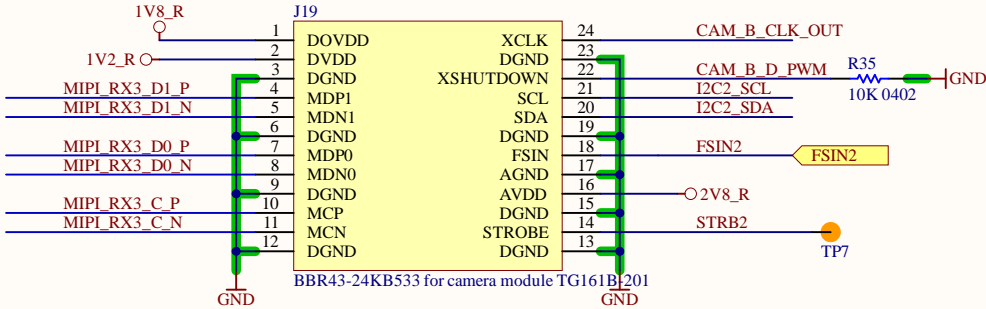 1V8_R
J19
1 DOVDD XCLK 24 CAM_B_CLK_OUT
1V2_R 2 DVDD DGND 23
3 DGND XSHUTDOWN 22 CAM_B_D_PWM R35 GND
10K 0402
MIPI_RX3_D1_P 4 MDP1 SCL 21 I2C2_SCL
MIPI_RX3_D1_N 5 MDN1 SDA 20 I2C2_SDA
6 DGND DGND 19
MIPI_RX3_D0_P 7 MDP0 FSIN 18 FSIN2 FSIN2
MIPI_RX3_D0_N 8 MDN0 AGND 17
9 DGND AVDD 16 2V8_R
MIPI_RX3_C_P 10 MCP DGND 15
MIPI_RX3_C_N 11 MCN STROBE 14 STRB2
12 DGND DGND 13
TP7
BBR43-24KB533 for camera module TG161B-201
GND GND